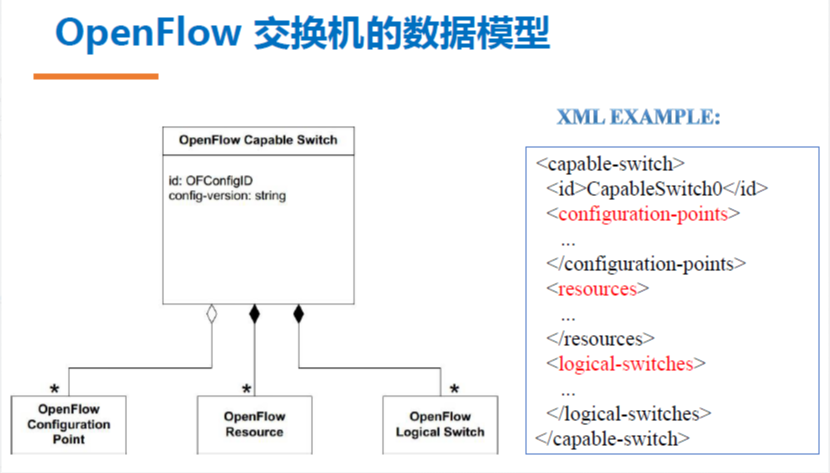 OpenFlow 交换机的数据模型
OpenFlow Capable Switch
id: OFConfigID
config-version: string
*
*
*
OpenFlow
Configuration
Point
OpenFlow
Resource
OpenFlow
Logical Switch
XML EXAMPLE:
<capable-switch>
<id>CapableSwitch0</id>
<configuration-points>
...
</configuration-points>
<resources>
...
</resources>
<logical-switches>
...
</logical-switches>
</capable-switch>